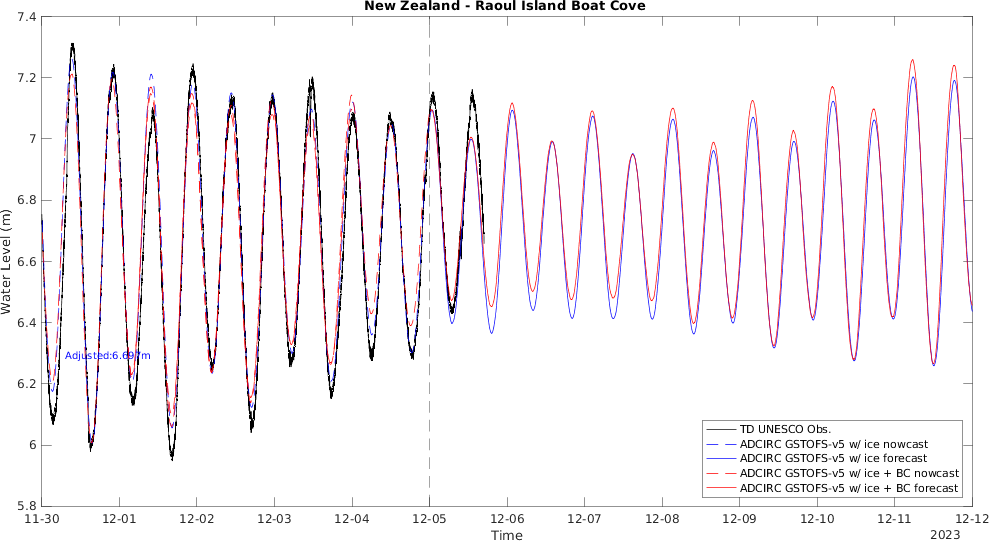 New Zealand - Raoul Island Boat Cove
7.4
7.2
7
6.8
6.6
6.4
6.2
6
5.8
Water Level (m)
Adjusted:6.697m
TD UNESCO Obs.
ADCIRC GSTOFS-v5 w/ ice nowcast
ADCIRC GSTOFS-v5 w/ ice forecast
ADCIRC GSTOFS-v5 w/ ice + BC nowcast
ADCIRC GSTOFS-v5 w/ ice + BC forecast
11-30 12-01 12-02 12-03 12-04 12-05 12-06 12-07 12-08 12-09 12-10 12-11 12-12
Time
2023